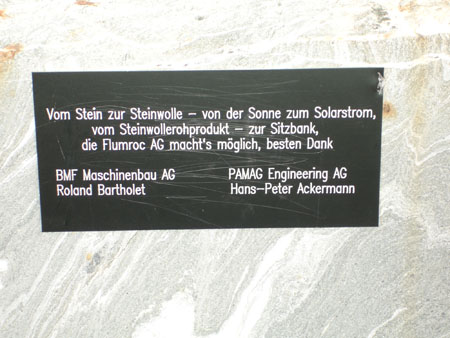 Vom Stein zur Steinwolle – von der Sonne zum Solarstrom,
vom Steinwollerohprodukt – zur Sitzbank,
die Flumroc AG macht's möglich, besten Dank
BMF Maschinenbau AG
Roland Bartholet
PAMAG Engineering AG
Hans-Peter Ackermann